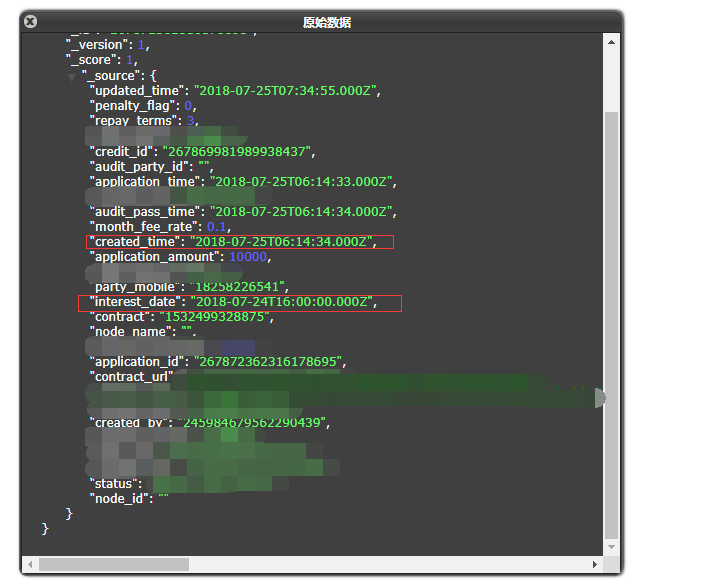 原始数据
"_version": 1,
"_score": 1,
"_source": {
"updated_time": "2018-07-25T07:34:55.000Z",
"penalty_flag": 0,
"repay_terms": 3,
"credit_id": "267869981989938437",
"audit_party_id": "",
"application_time": "2018-07-25T06:14:33.000Z",
"audit_pass_time": "2018-07-25T06:14:34.000Z",
"month_fee_rate": 0.1,
"created_time": "2018-07-25T06:14:34.000Z",
"application_amount": 10000,
"party_mobile": "18258226541",
"interest_date": "2018-07-24T16:00:00.000Z",
"contract": "1532499328875",
"node_name": "".
"application_id": "267872362316178695",
"contract_url"
"created_by": "245984679562290439",
"status":
"node_id": ""
}
}